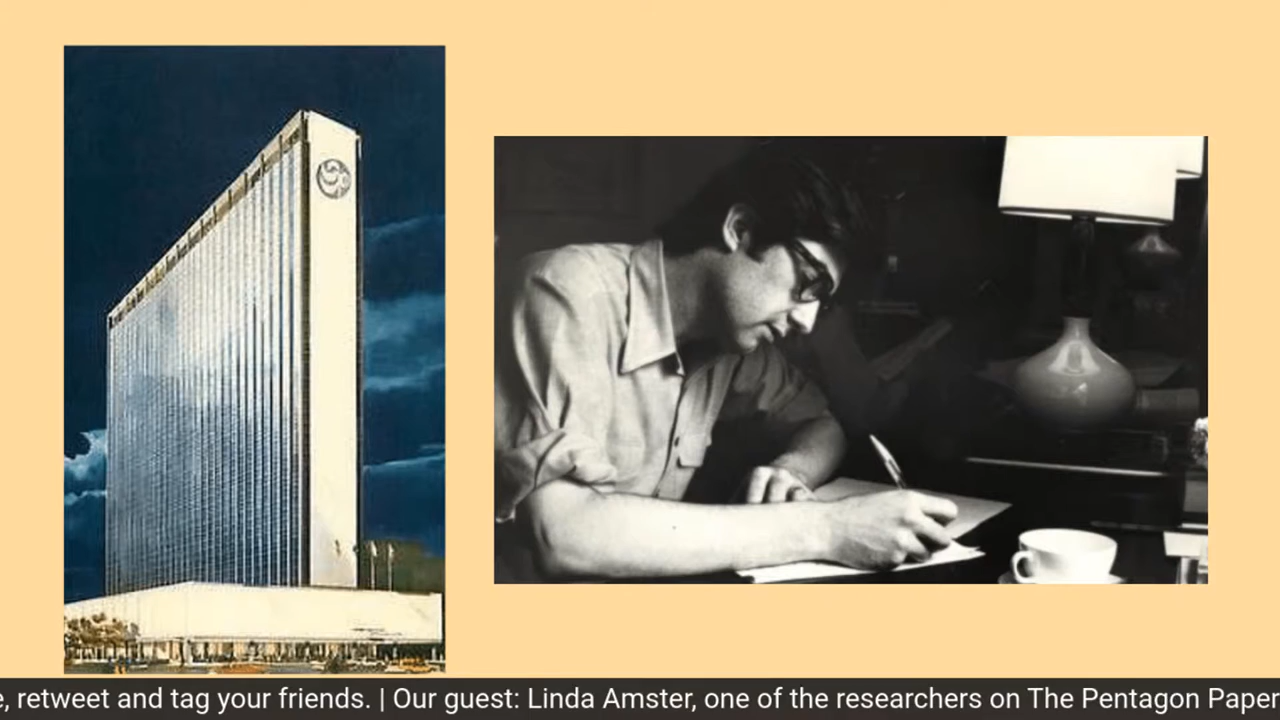 e, retweet and tag your friends. | Our guest: Linda Amster, one of the researchers on The Pentagon Paper